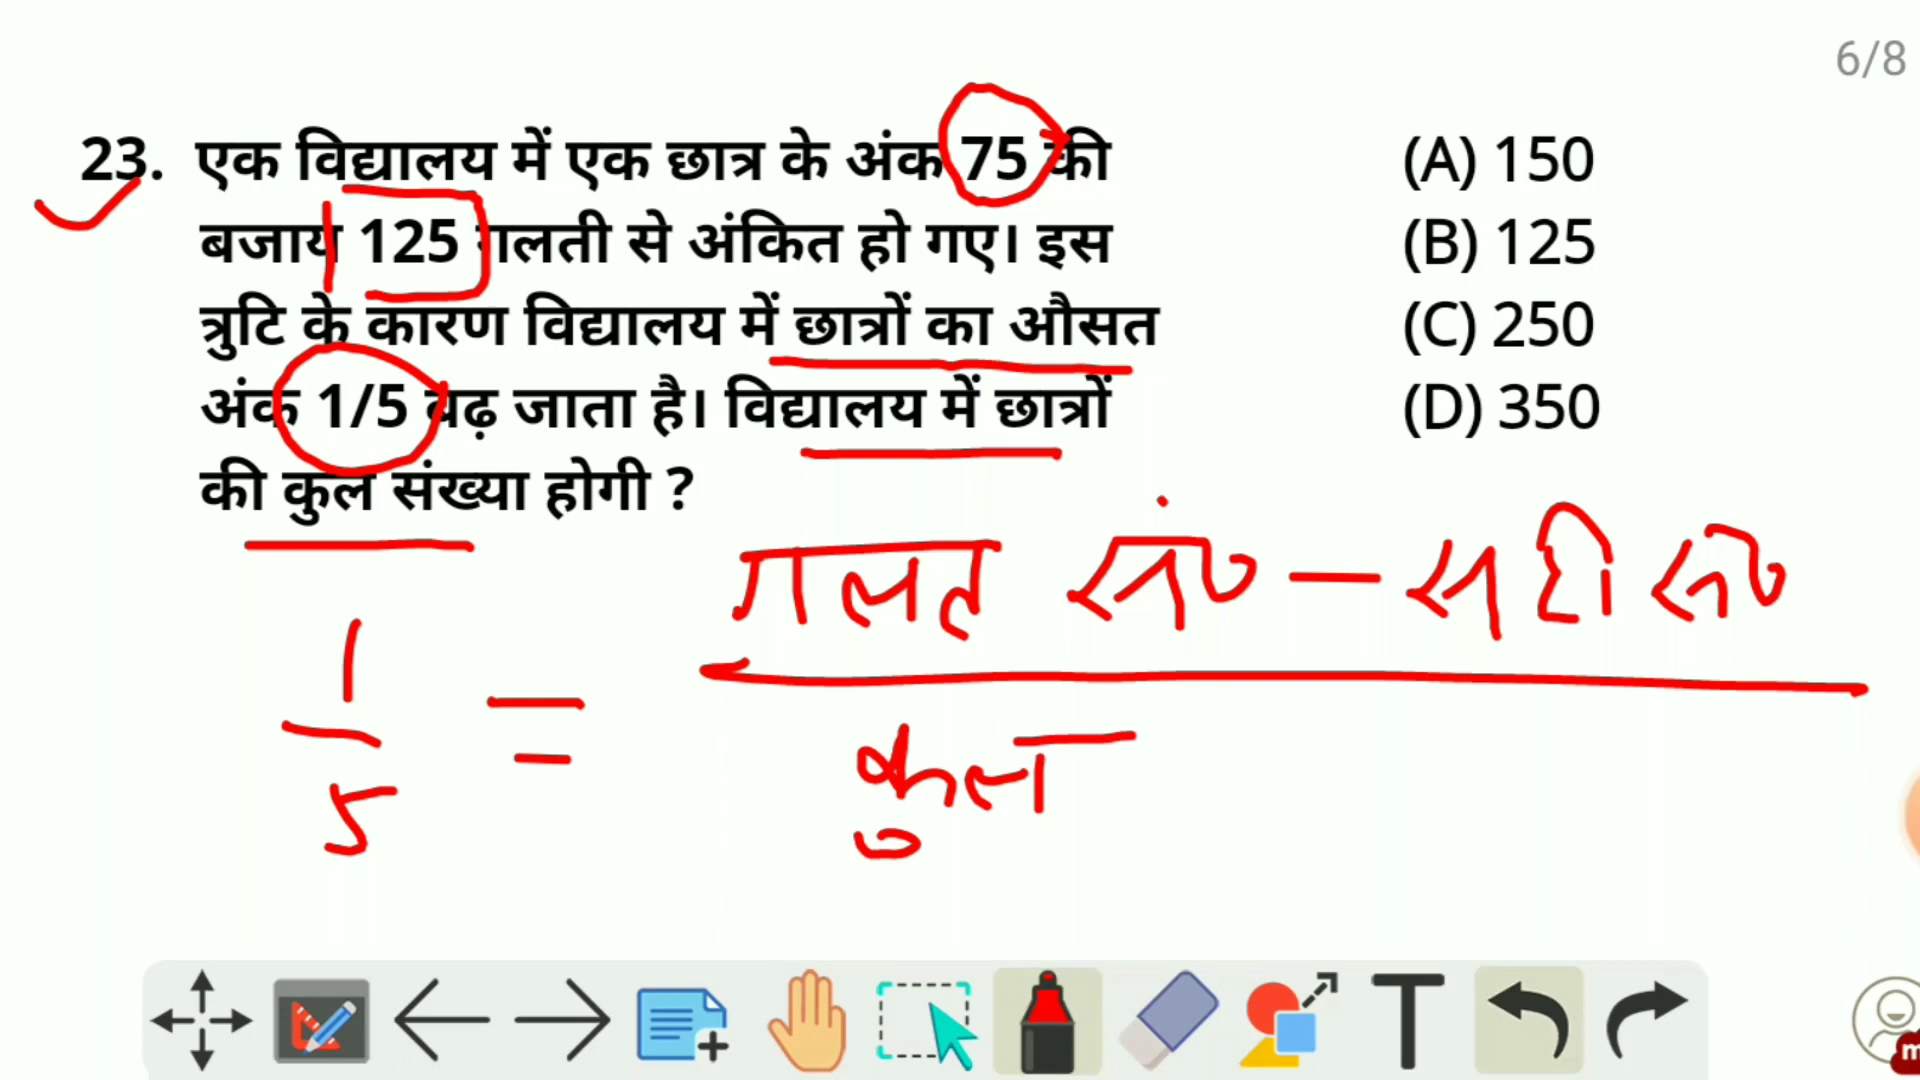 6/8
23. एक विद्यालय में एक छात्र के अंक 75 की
बजाय 125 गलती से अंकित हो गए। इस
त्रुटि के कारण विद्यालय में छात्रों का औसत
अंक 1/5 बढ़ जाता है। विद्यालय में छात्रों
की कुल संख्या होगी ?
(A) 150
(B) 125
(C) 250
(D) 350
1/5 = गलत सं० – सही सं०
कुल
T
m